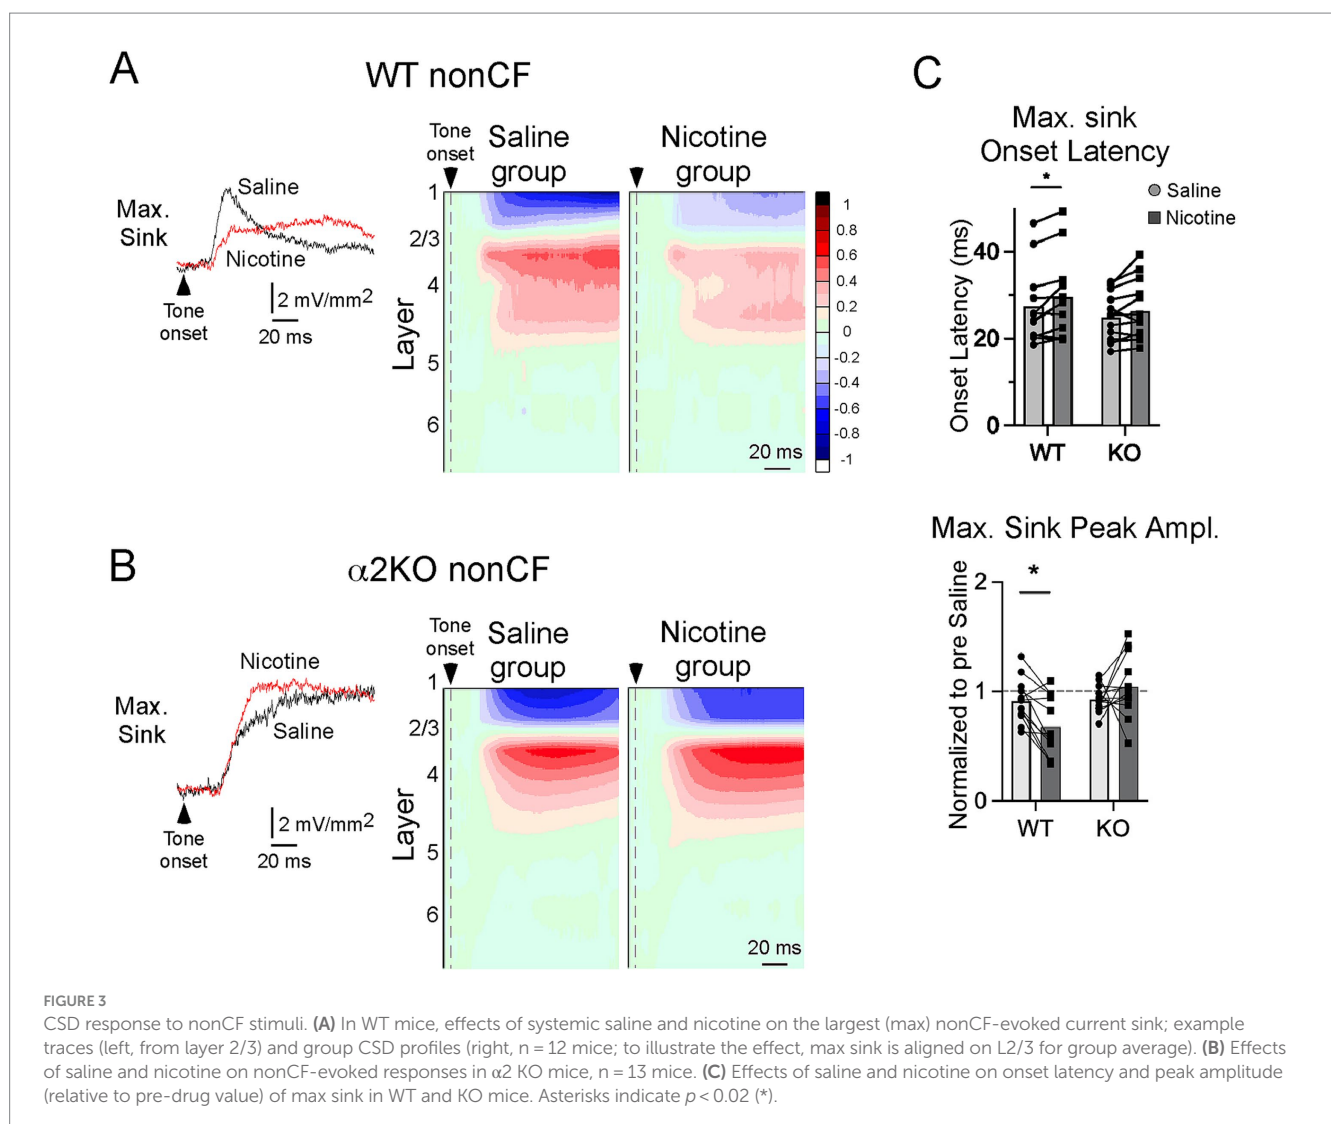 A
WT nonCF
Tone
onset
Saline
group
Nicotine
group
Max.
Sink
Saline
Nicotine
Tone
onset
2 mV/mm2
20 ms
Layer
1
2/3
4
5
6
20 ms
1
0.8
0.6
0.4
0.2
0
-0.2
-0.4
-0.6
-0.8
-1
B
α2KO nonCF
Tone
onset
Saline
group
Nicotine
group
Max.
Sink
Nicotine
Saline
Tone
onset
2 mV/mm2
20 ms
Layer
1
2/3
4
5
6
20 ms
C
Max. sink
Onset Latency
*
Saline
Nicotine
Onset Latency (ms)
40
20
0
WT KO
Max. Sink Peak Ampl.
*
Normalized to pre Saline
2
1
0
WT KO
FIGURE 3
CSD response to nonCF stimuli. (A) In WT mice, effects of systemic saline and nicotine on the largest (max) nonCF-evoked current sink; example
traces (left, from layer 2/3) and group CSD profiles (right, n = 12 mice; to illustrate the effect, max sink is aligned on L2/3 for group average). (B) Effects
of saline and nicotine on nonCF-evoked responses in α2 KO mice, n = 13 mice. (C) Effects of saline and nicotine on onset latency and peak amplitude
(relative to pre-drug value) of max sink in WT and KO mice. Asterisks indicate p < 0.02 (*).